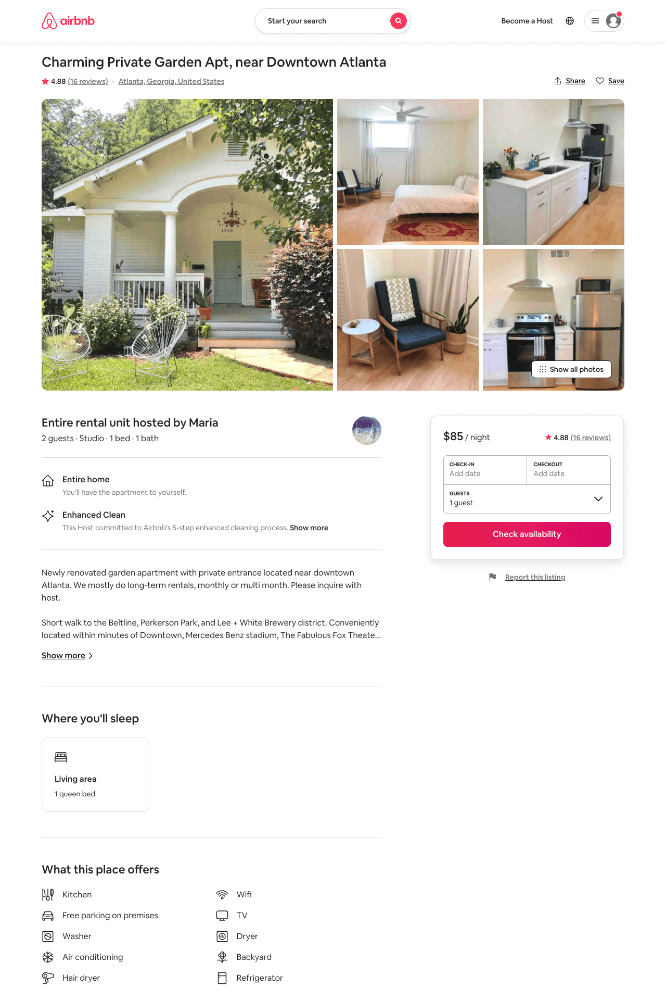 airbnb
Start your search
Become a Host
Charming Private Garden Apt, near Downtown Atlanta
4.88 (16 reviews) · Atlanta, Georgia, United States
Share
Save
1443
Show all photos
Entire rental unit hosted by Maria
2 guests · Studio · 1 bed · 1 bath
Entire home
You'll have the apartment to yourself.
Enhanced Clean
This Host committed to Airbnb's 5-step enhanced cleaning process. Show more
Newly renovated garden apartment with private entrance located near downtown
Atlanta. We mostly do long-term rentals, monthly or multi month. Please inquire with
host.
Short walk to the Beltline, Perkerson Park, and Lee + White Brewery district. Conveniently
located within minutes of Downtown, Mercedes Benz stadium, The Fabulous Fox Theate...
Show more
$85 / night
4.88 (16 reviews)
CHECK-IN
Add date
CHECKOUT
Add date
GUESTS
1 guest
Check availability
Report this listing
Where you'll sleep
Living area
1 queen bed
What this place offers
Kitchen
Wifi
Free parking on premises
TV
Washer
Dryer
Air conditioning
Backyard
Hair dryer
Refrigerator